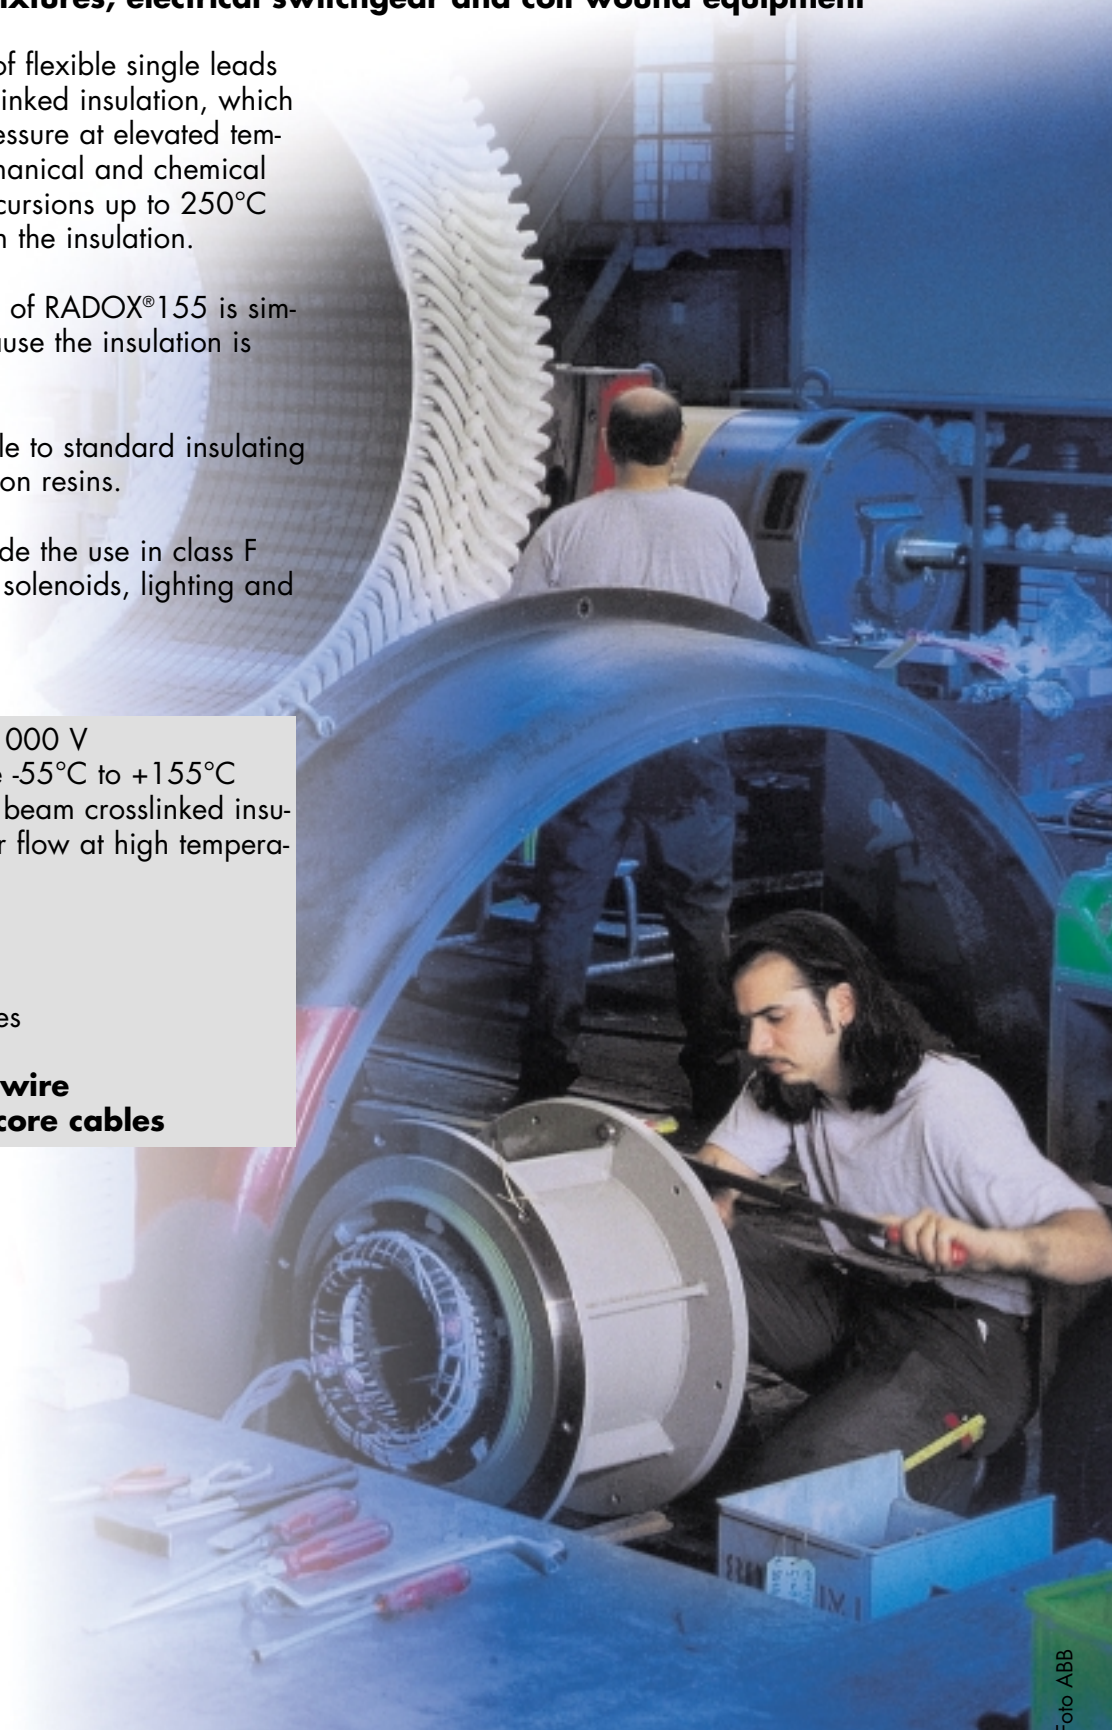 ixtures, electrical switchgear and coil wound equipment
of flexible single leads
inked insulation, which
essure at elevated tem-
hanical and chemical
cursions up to 250°C
n the insulation.
of RADOX®155 is sim-
ause the insulation is
le to standard insulating
on resins.
de the use in class F
solenoids, lighting and
000 V
e -55°C to +155°C
beam crosslinked insu-
r flow at high tempera-
es
wire
core cables
Foto ABB